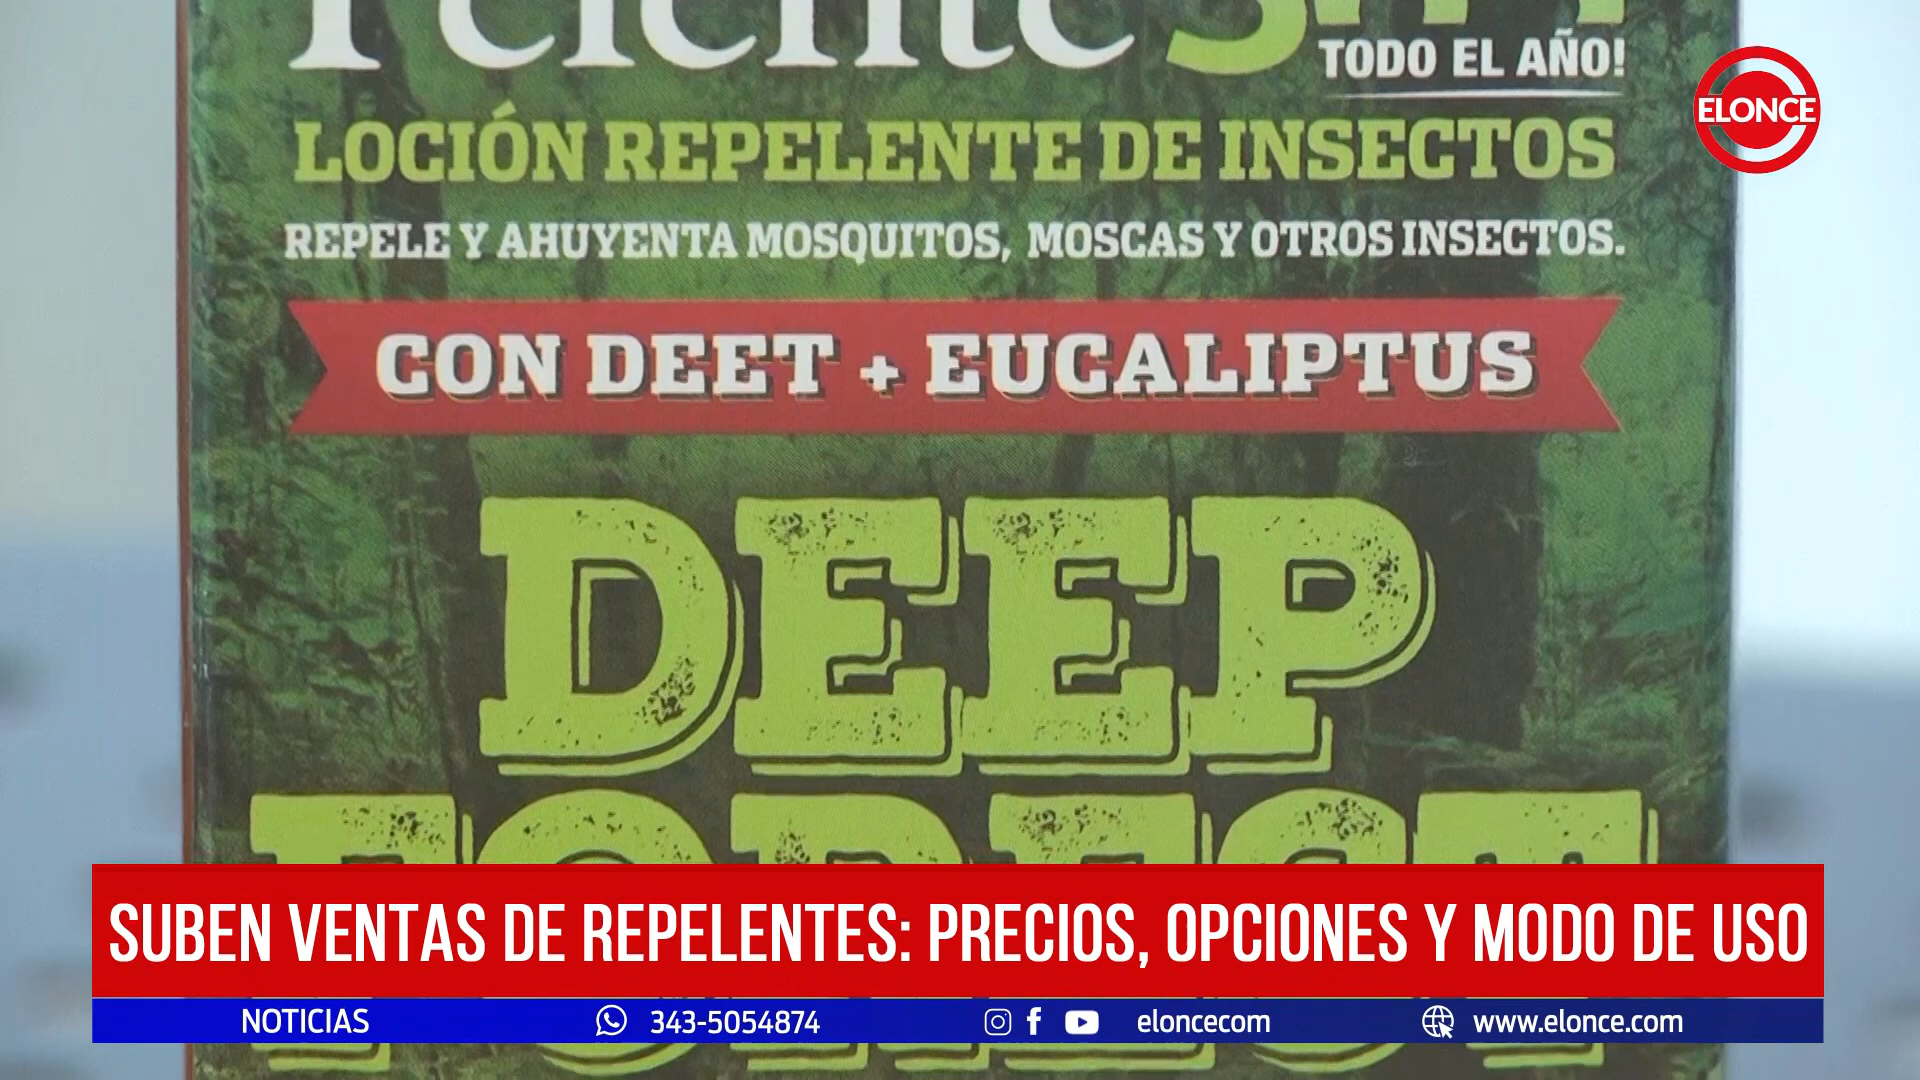 TODO EL AÑO!
ELONCE
LOCIÓN REPELENTE DE INSECTOS
REPELE Y AHUYENTA MOSQUITOS, MOSCAS Y OTROS INSECTOS.
CON DEET + EUCALIPTUS
DEEP
FOREST
SUBEN VENTAS DE REPELENTES: PRECIOS, OPCIONES Y MODO DE USO
NOTICIAS 343-5054874 eloncecom www.elonce.com